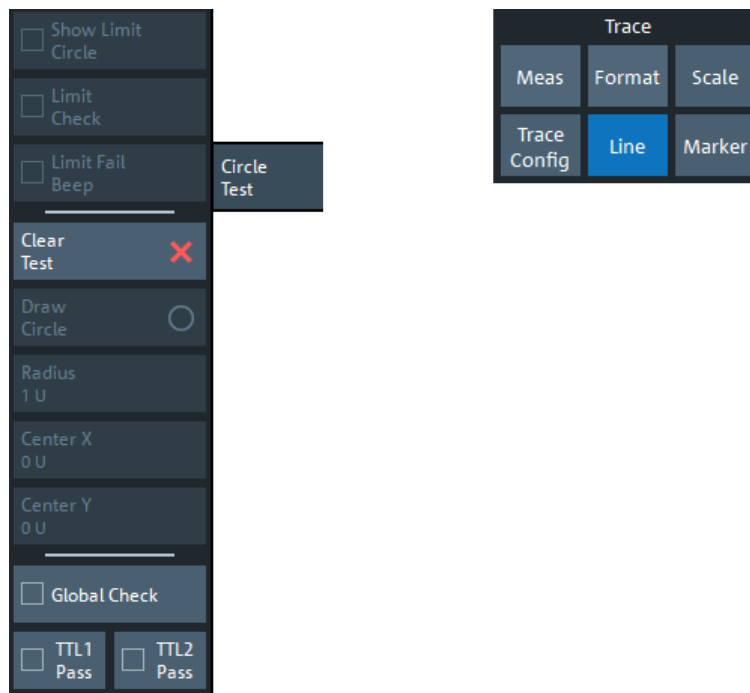 Show Limit
Circle
Limit
Check
Limit Fail
Beep
Circle
Test
Clear
Test
Draw
Circle
Radius
1 U
Center X
0 U
Center Y
0 U
Global Check
TTL1
Pass
TTL2
Pass
Trace
Meas
Format
Scale
Trace
Config
Line
Marker